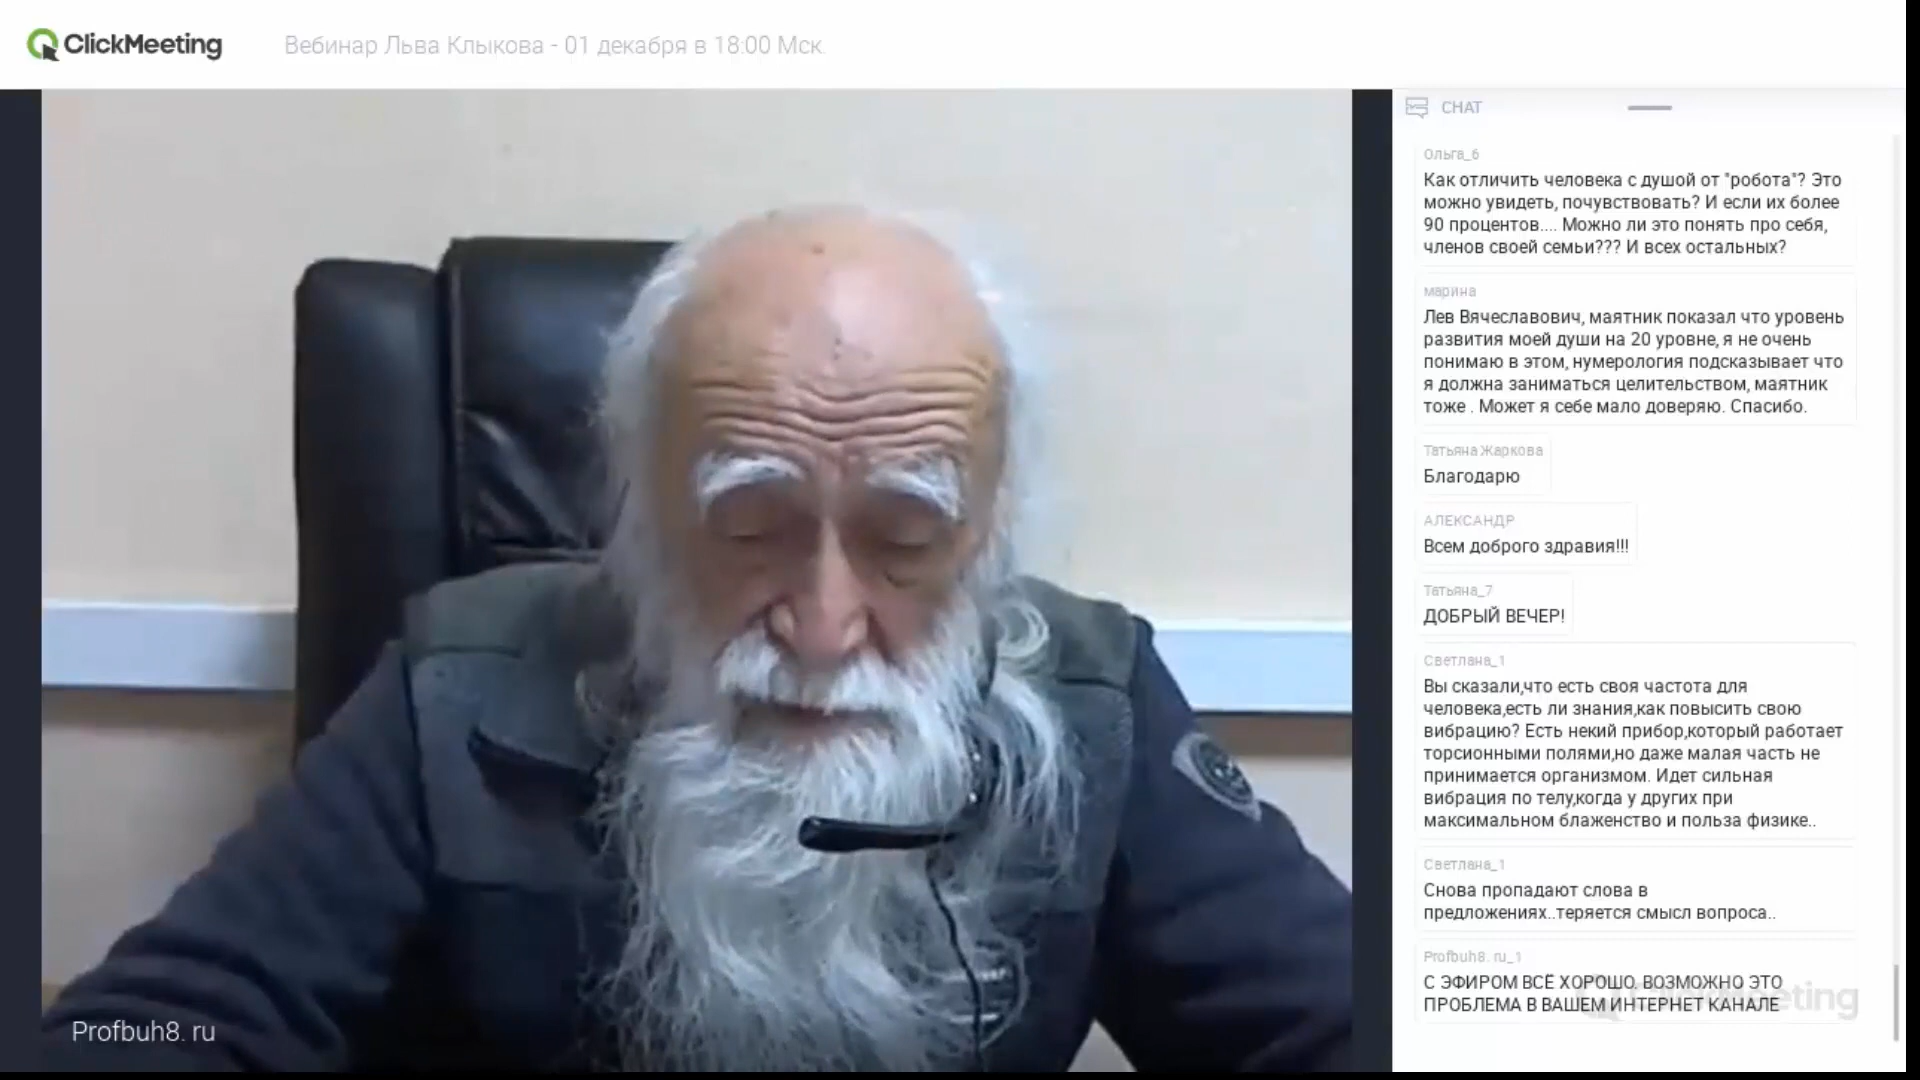 ClickMeeting
Вебинар Льва Клыкова - 01 декабря в 18:00 Мск.
CHAT
Ольга_6
Как отличить человека с душой от "робота"? Это
можно увидеть, почувствовать? И если их более
90 процентов.... Можно ли это понять про себя,
членов своей семьи??? И всех остальных?
марина
Лев Вячеславович, маятник показал что уровень
развития моей души на 20 уровне, я не очень
понимаю в этом, нумерология подсказывает что
я должна заниматься целительством, маятник
тоже . Может я себе мало доверяю. Спасибо.
Татьяна Жаркова
Благодарю
АЛЕКСАНДР
Всем доброго здравия!!!
Татьяна_7
ДОБРЫЙ ВЕЧЕР!
Светлана_1
Вы сказали,что есть своя частота для
человека,есть ли знания,как повысить свою
вибрацию? Есть некий прибор,который работает
торсионными полями,но даже малая часть не
принимается организмом. Идет сильная
вибрация по телу,когда у других при
максимальном блаженство и польза физике..
Светлана_1
Снова пропадают слова в
предложениях..теряется смысл вопроса..
Profbuh8. ru_1
С ЭФИРОМ ВСЁ ХОРОШО, ВОЗМОЖНО ЭТО
ПРОБЛЕМА В ВАШЕМ ИНТЕРНЕТ КАНАЛЕ
ClickMeeting
Profbuh8. ru